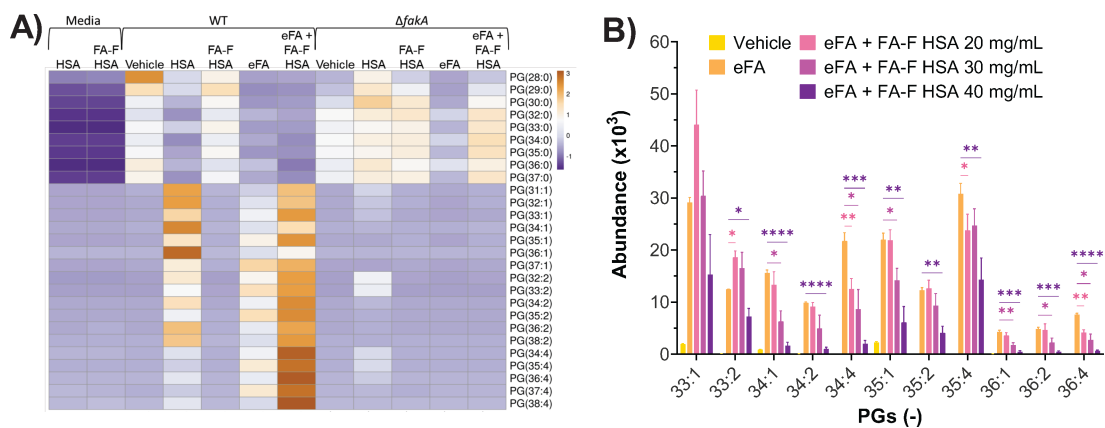 A)
Media
WT
ΔfakA
HSA
FA-F HSA
Vehicle
HSA
FA-F HSA
eFA
eFA + FA-F HSA
Vehicle
HSA
FA-F HSA
eFA
eFA + FA-F HSA
PG(28:0)
PG(29:0)
PG(30:0)
PG(32:0)
PG(33:0)
PG(34:0)
PG(35:0)
PG(36:0)
PG(37:0)
PG(31:1)
PG(32:1)
PG(33:1)
PG(34:1)
PG(35:1)
PG(36:1)
PG(37:1)
PG(32:2)
PG(33:2)
PG(34:2)
PG(35:2)
PG(36:2)
PG(38:2)
PG(34:4)
PG(35:4)
PG(36:4)
PG(37:4)
PG(38:4)
3
2
1
0
-1
B)
Vehicle
eFA
eFA + FA-F HSA 20 mg/mL
eFA + FA-F HSA 30 mg/mL
eFA + FA-F HSA 40 mg/mL
Abundance (x10³)
60
50
40
30
20
10
0
* *
**** *
****
*** * **
** *
**
** *
*** **
*** *
**** * **
33:1
33:2
34:1
34:2
34:4
35:1
35:2
35:4
36:1
36:2
36:4
PGs (-)